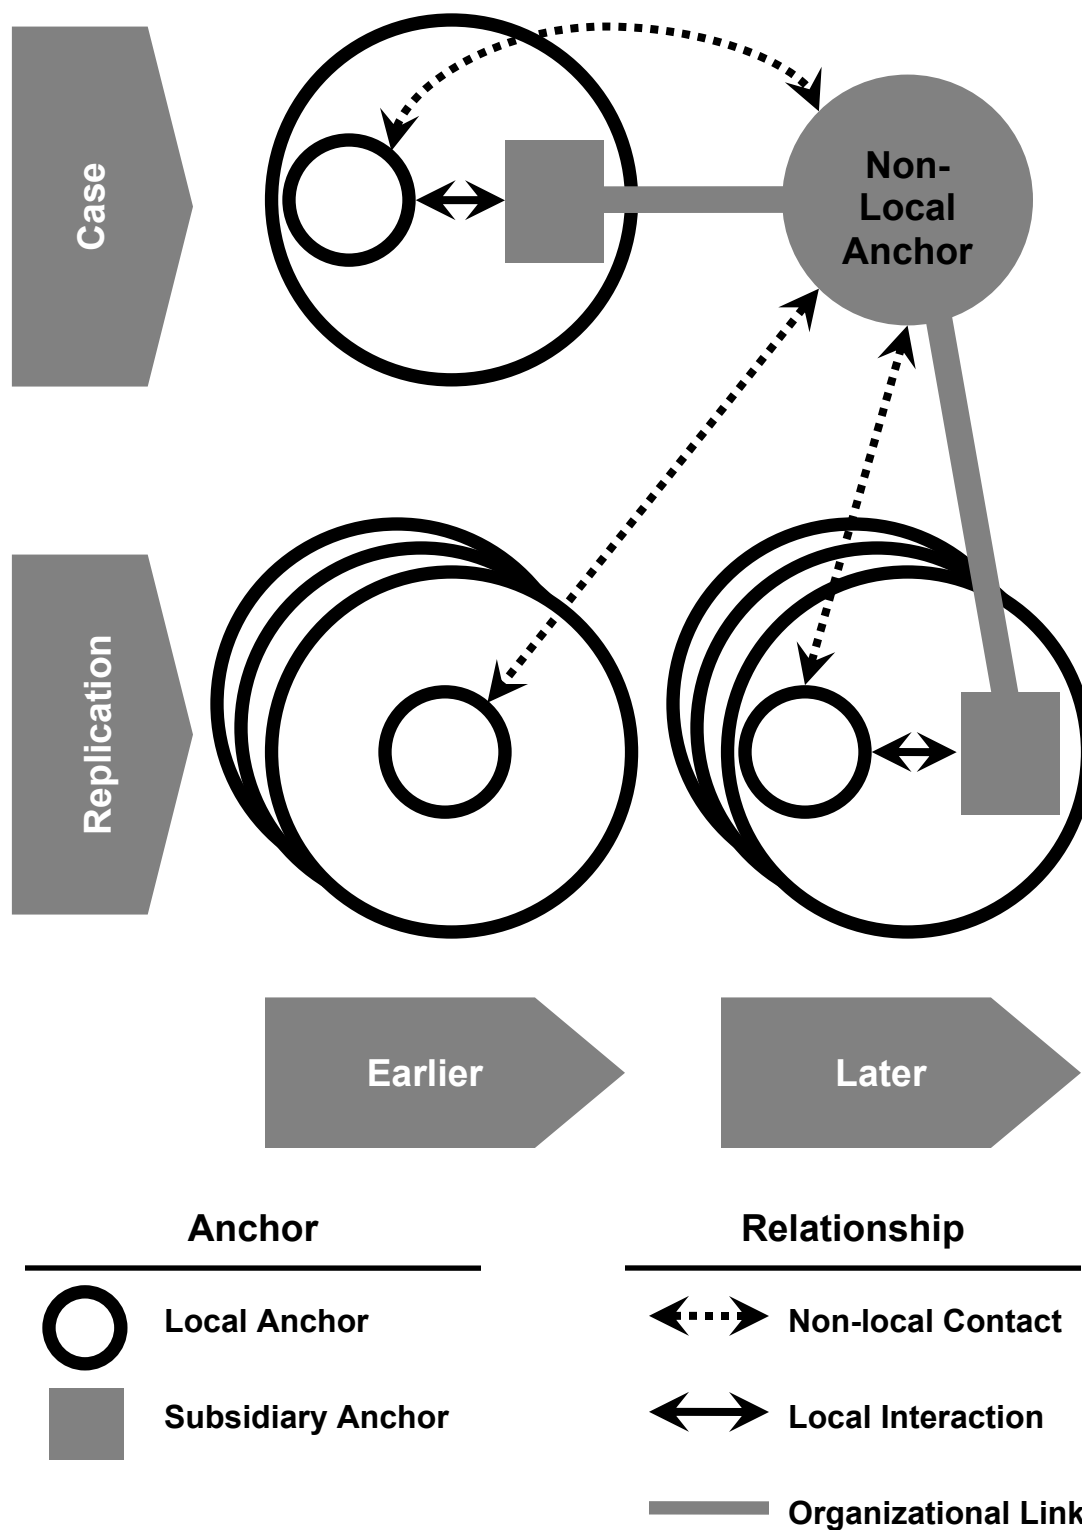 Case
Non-
Local
Anchor
Replication
Earlier
Later
Anchor
Relationship
Local Anchor
Non-local Contact
Subsidiary Anchor
Local Interaction
Organizational Link